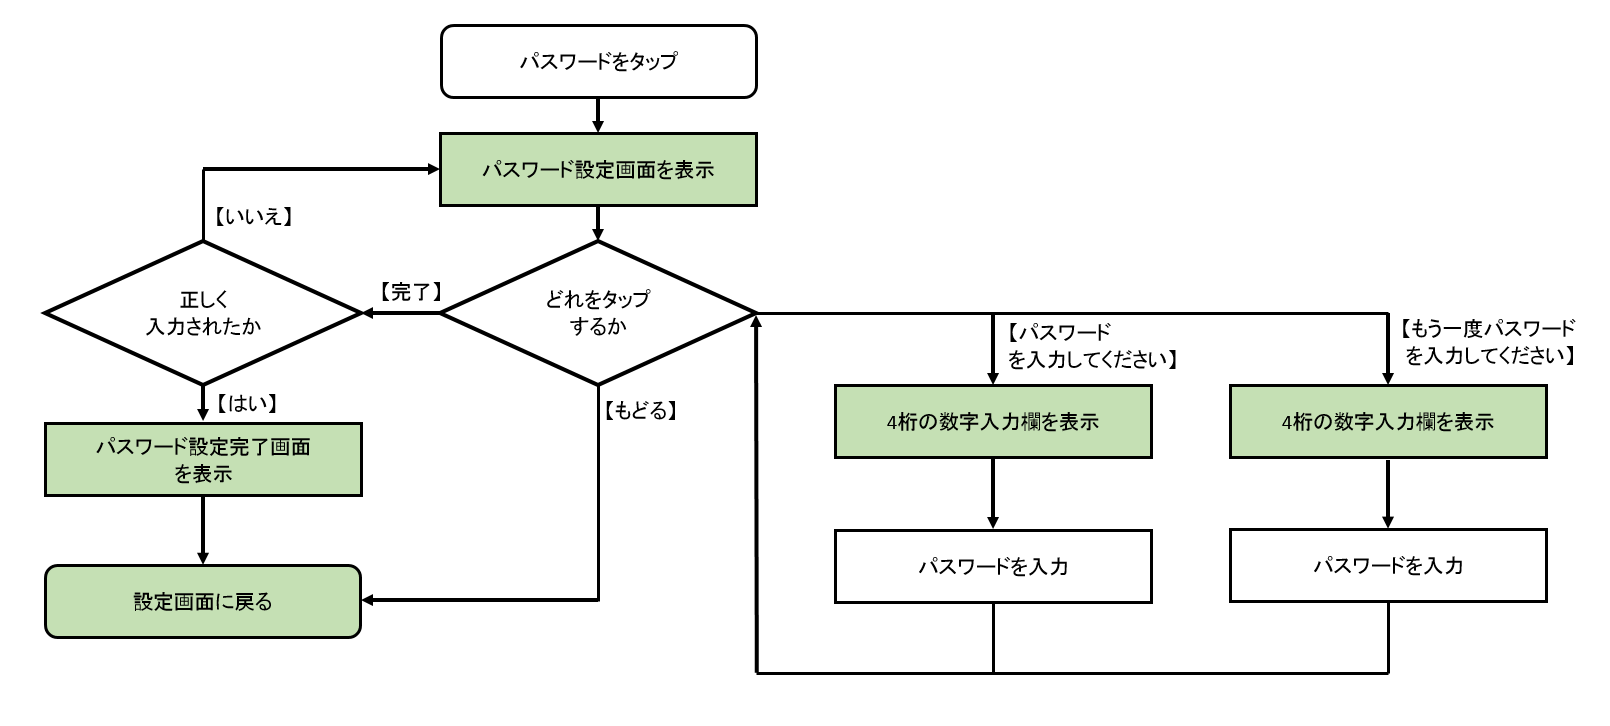 パスワードをタップ
パスワード設定画面を表示
【いいえ】
【完了】
正しく
入力されたか
どれをタップ
するか
【パスワード
を入力してください】
【もう一度パスワード
を入力してください】
【はい】
【もどる】
4桁の数字入力欄を表示
4桁の数字入力欄を表示
パスワード設定完了画面
を表示
パスワードを入力
パスワードを入力
設定画面に戻る